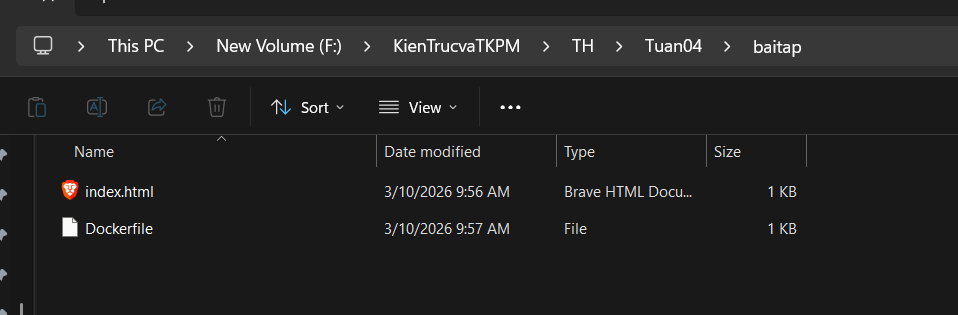 This PC > New Volume (F:) > KienTrucvaTKPM > TH > Tuan04 > baitap
Sort View
Name Date modified Type Size
index.html 3/10/2026 9:56 AM Brave HTML Docu... 1 KB
Dockerfile 3/10/2026 9:57 AM File 1 KB